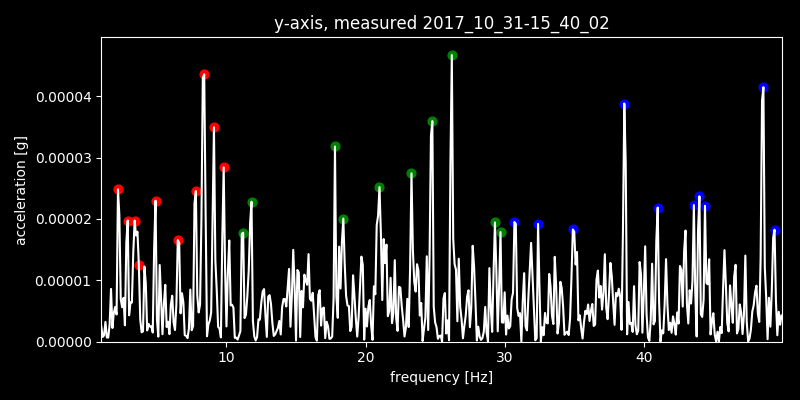 y-axis, measured 2017_10_31-15_40_02
0.00004
0.00003
0.00002
0.00001
0.00000
acceleration [g]
10 20 30 40
frequency [Hz]